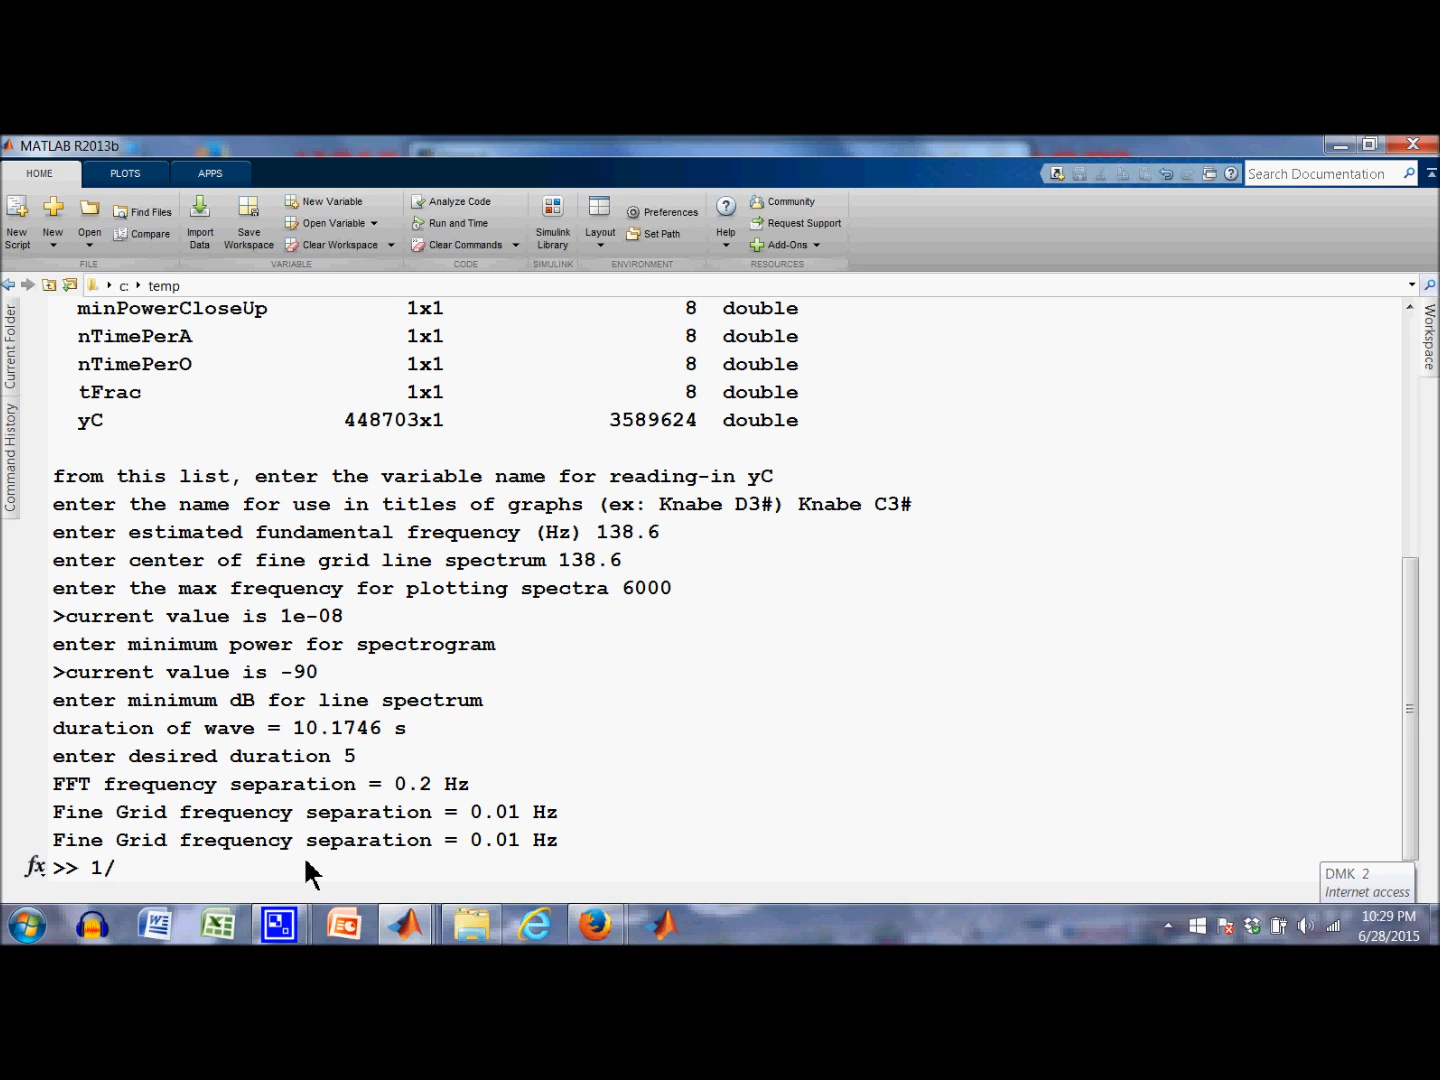 MATLAB R2013b
HOME PLOTS APPS Search Documentation
New Script New Open Find Files Compare Import Data Save Workspace New Variable Open Variable Clear Workspace Analyze Code Run and Time Clear Commands Simulink Library Layout Preferences Set Path Help Community Request Support Add-Ons
FILE VARIABLE CODE SIMULINK ENVIRONMENT RESOURCES
c: temp
Current Folder
Command History
Workspace
minPowerCloseUp 1x1 8 double
nTimePerA 1x1 8 double
nTimePerO 1x1 8 double
tFrac 1x1 8 double
yC 448703x1 3589624 double
from this list, enter the variable name for reading-in yC
enter the name for use in titles of graphs (ex: Knabe D3#) Knabe C3#
enter estimated fundamental frequency (Hz) 138.6
enter center of fine grid line spectrum 138.6
enter the max frequency for plotting spectra 6000
>current value is 1e-08
enter minimum power for spectrogram
>current value is -90
enter minimum dB for line spectrum
duration of wave = 10.1746 s
enter desired duration 5
FFT frequency separation = 0.2 Hz
Fine Grid frequency separation = 0.01 Hz
Fine Grid frequency separation = 0.01 Hz
fx >> 1/
DMK 2
Internet access
10:29 PM
6/28/2015